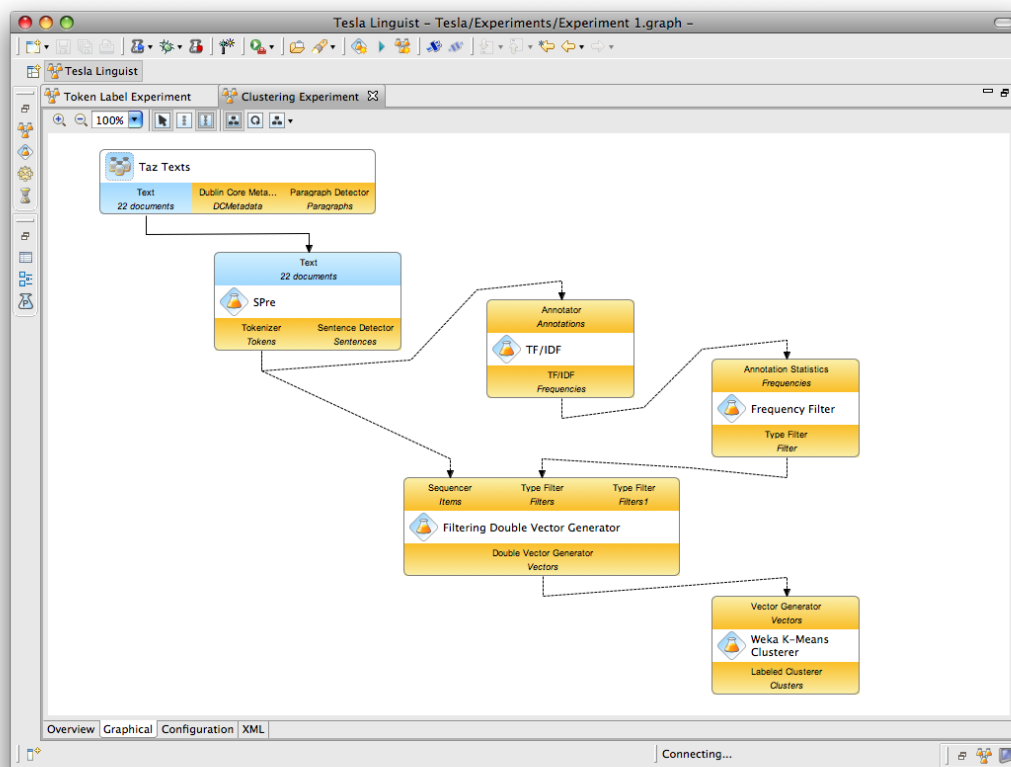 Tesla Linguist – Tesla/Experiments/Experiment 1.graph –
Tesla Linguist
Token Label Experiment
Clustering Experiment
100%
Taz Texts
Text Dublin Core Meta... Paragraph Detector
22 documents DCMetadata Paragraphs
Text
22 documents
SPre
Tokenizer Sentence Detector
Tokens Sentences
Annotator
Annotations
TF/IDF
TF/IDF
Frequencies
Annotation Statistics
Frequencies
Frequency Filter
Type Filter
Filter
Sequencer Type Filter Type Filter
Items Filters Filters1
Filtering Double Vector Generator
Double Vector Generator
Vectors
Vector Generator
Vectors
Weka K-Means
Clusterer
Labeled Clusterer
Clusters
Overview Graphical Configuration XML
Connecting...